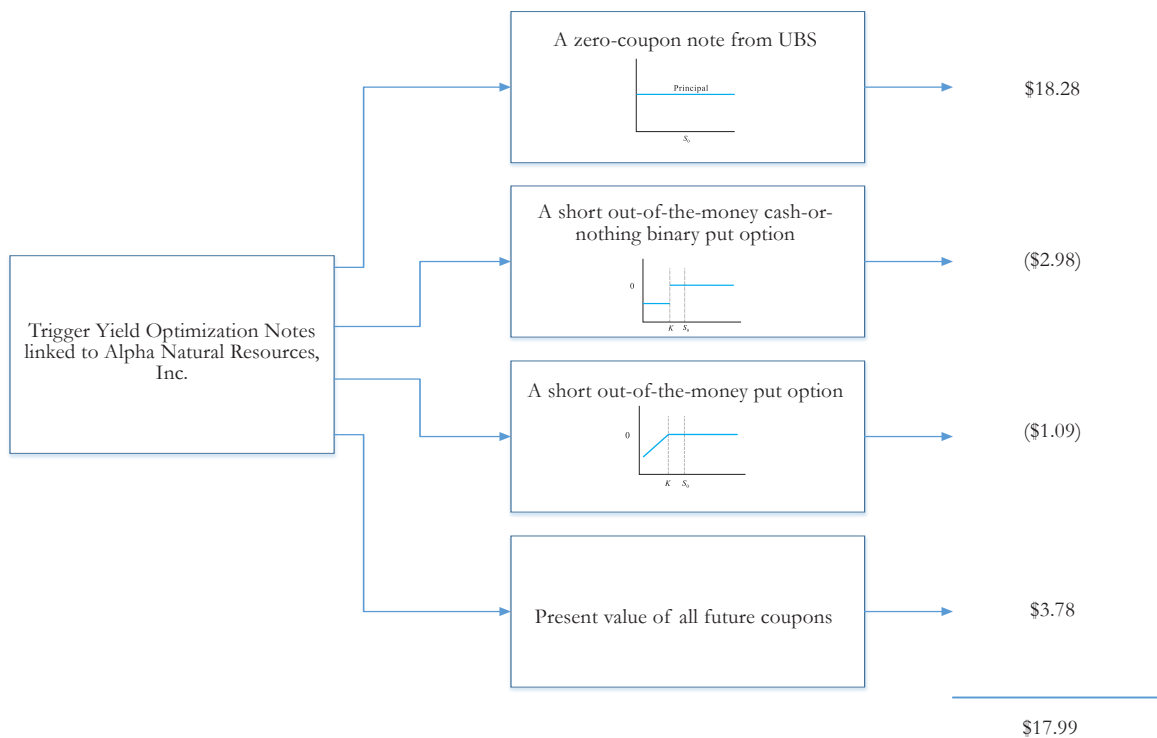 A zero-coupon note from UBS
Principal
S₀
$18.28
A short out-of-the-money cash-or-
nothing binary put option
0
K
S₀
($2.98)
Trigger Yield Optimization Notes
linked to Alpha Natural Resources,
Inc.
A short out-of-the-money put option
0
K
S₀
($1.09)
Present value of all future coupons
$3.78
$17.99